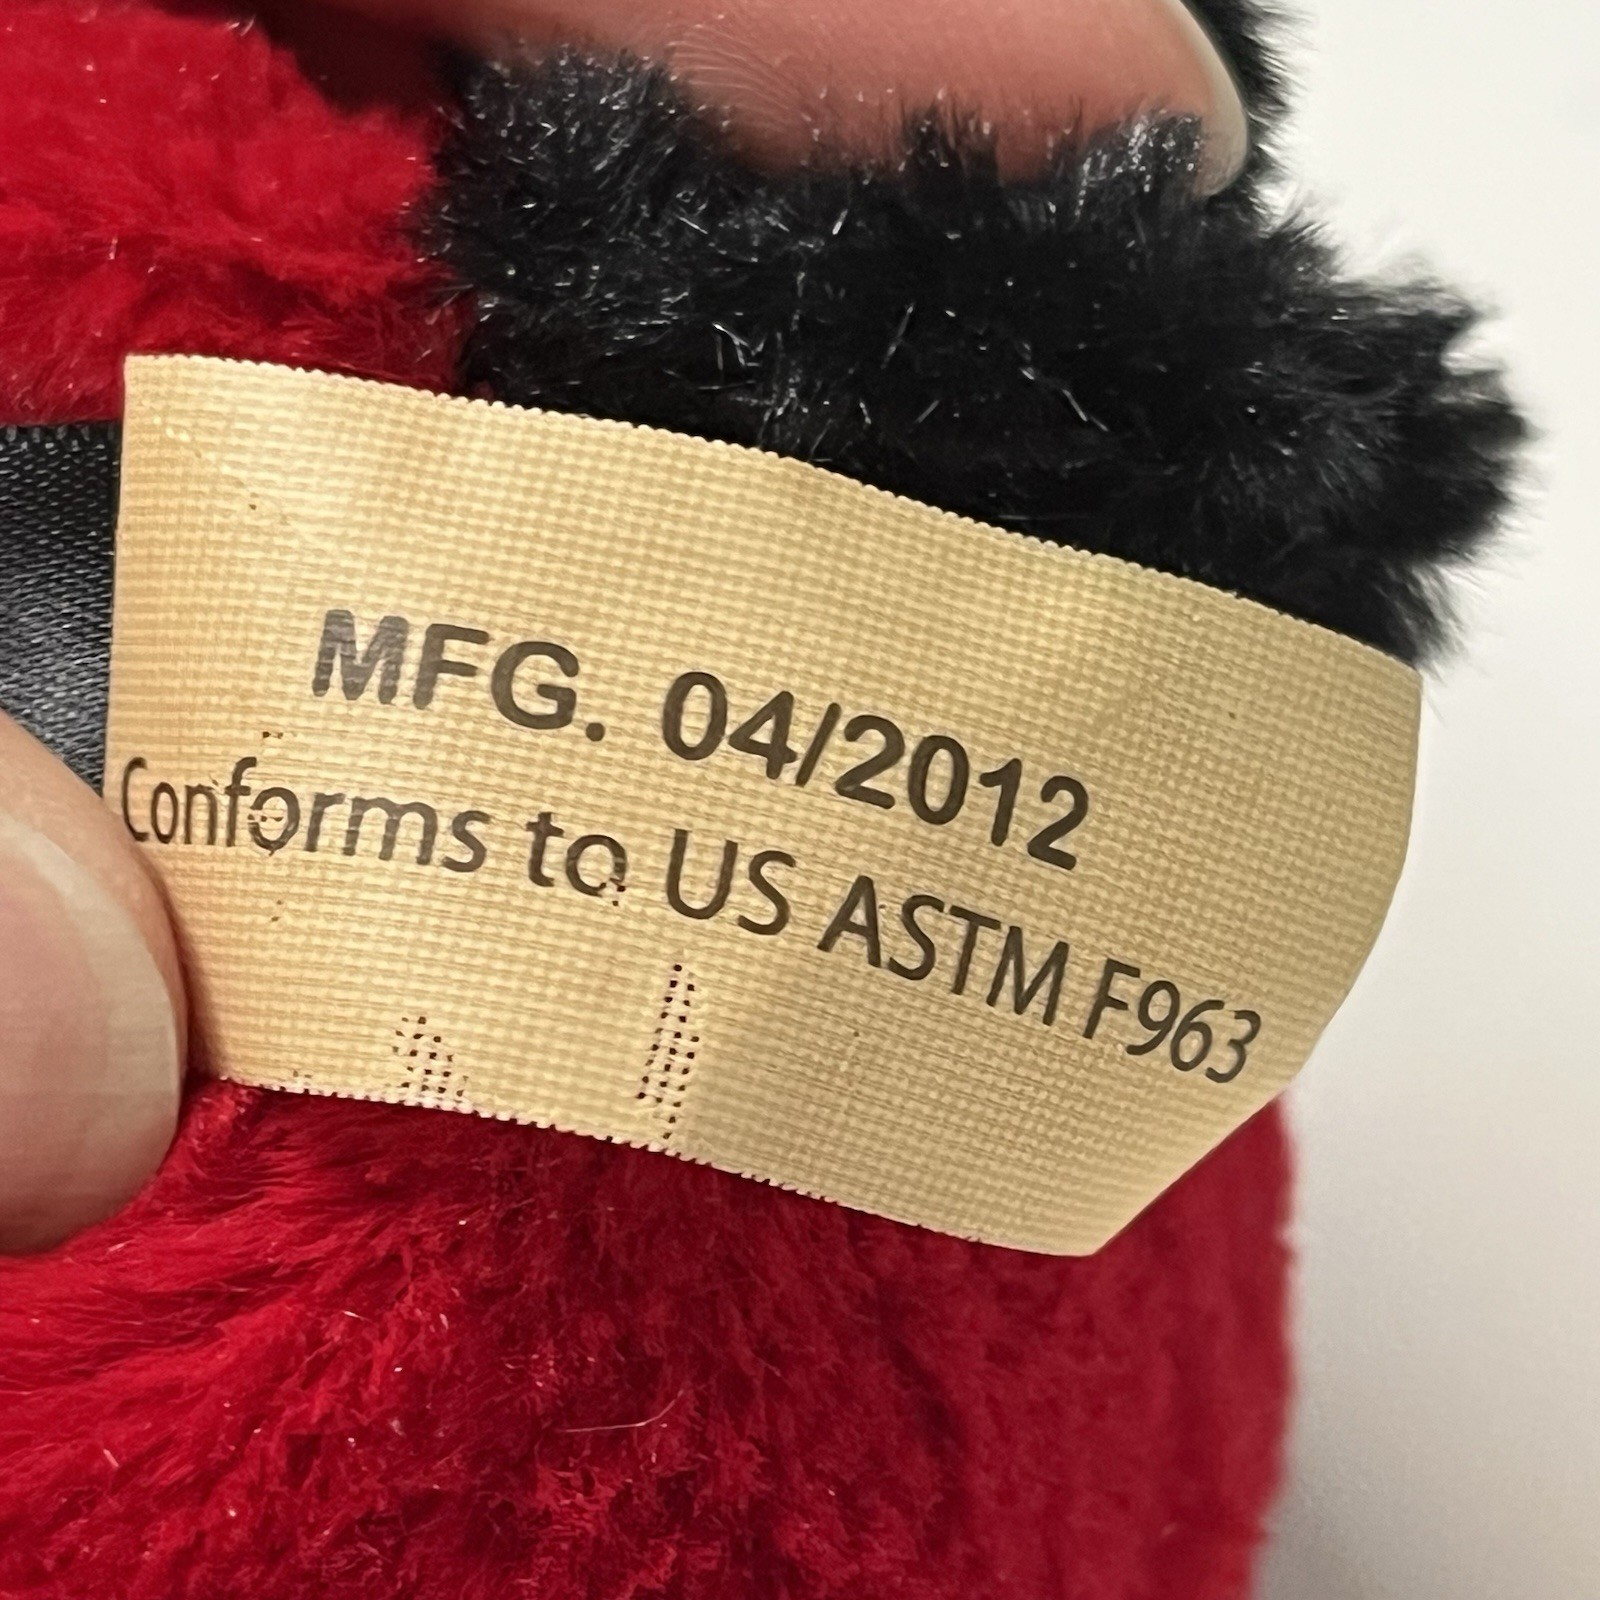 MFG. 04/2012
Conforms to US ASTM F963